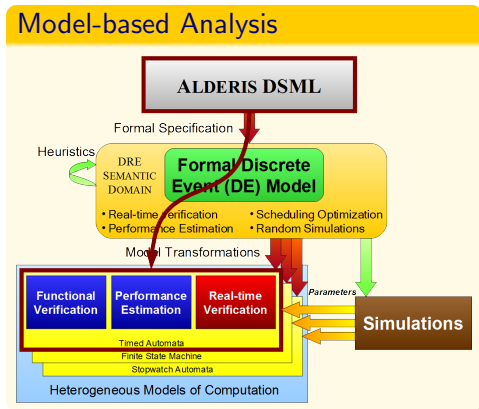 Model-based Analysis
ALDERIS DSML
Formal Specification
Heuristics
DRE
SEMANTIC
DOMAIN
Formal Discrete
Event (DE) Model
• Real-time Verification
• Performance Estimation
• Scheduling Optimization
• Random Simulations
Model Transformations
Parameters
Functional
Verification
Performance
Estimation
Real-time
Verification
Simulations
Timed Automata
Finite State Machine
Stopwatch Automata
Heterogeneous Models of Computation